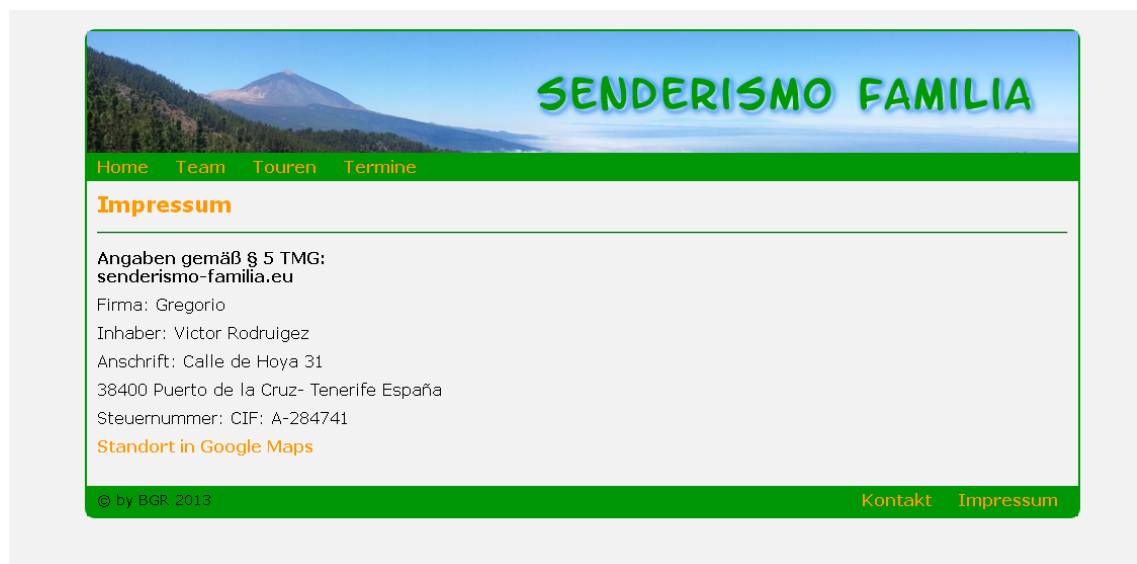 SENDERISMO FAMILIA
Home Team Touren Termine
Impressum
Angaben gemäß § 5 TMG:
senderismo-familia.eu
Firma: Gregorio
Inhaber: Victor Rodruigez
Anschrift: Calle de Hoya 31
38400 Puerto de la Cruz- Tenerife España
Steuernummer: CIF: A-284741
Standort in Google Maps
© by BGR 2013 Kontakt Impressum